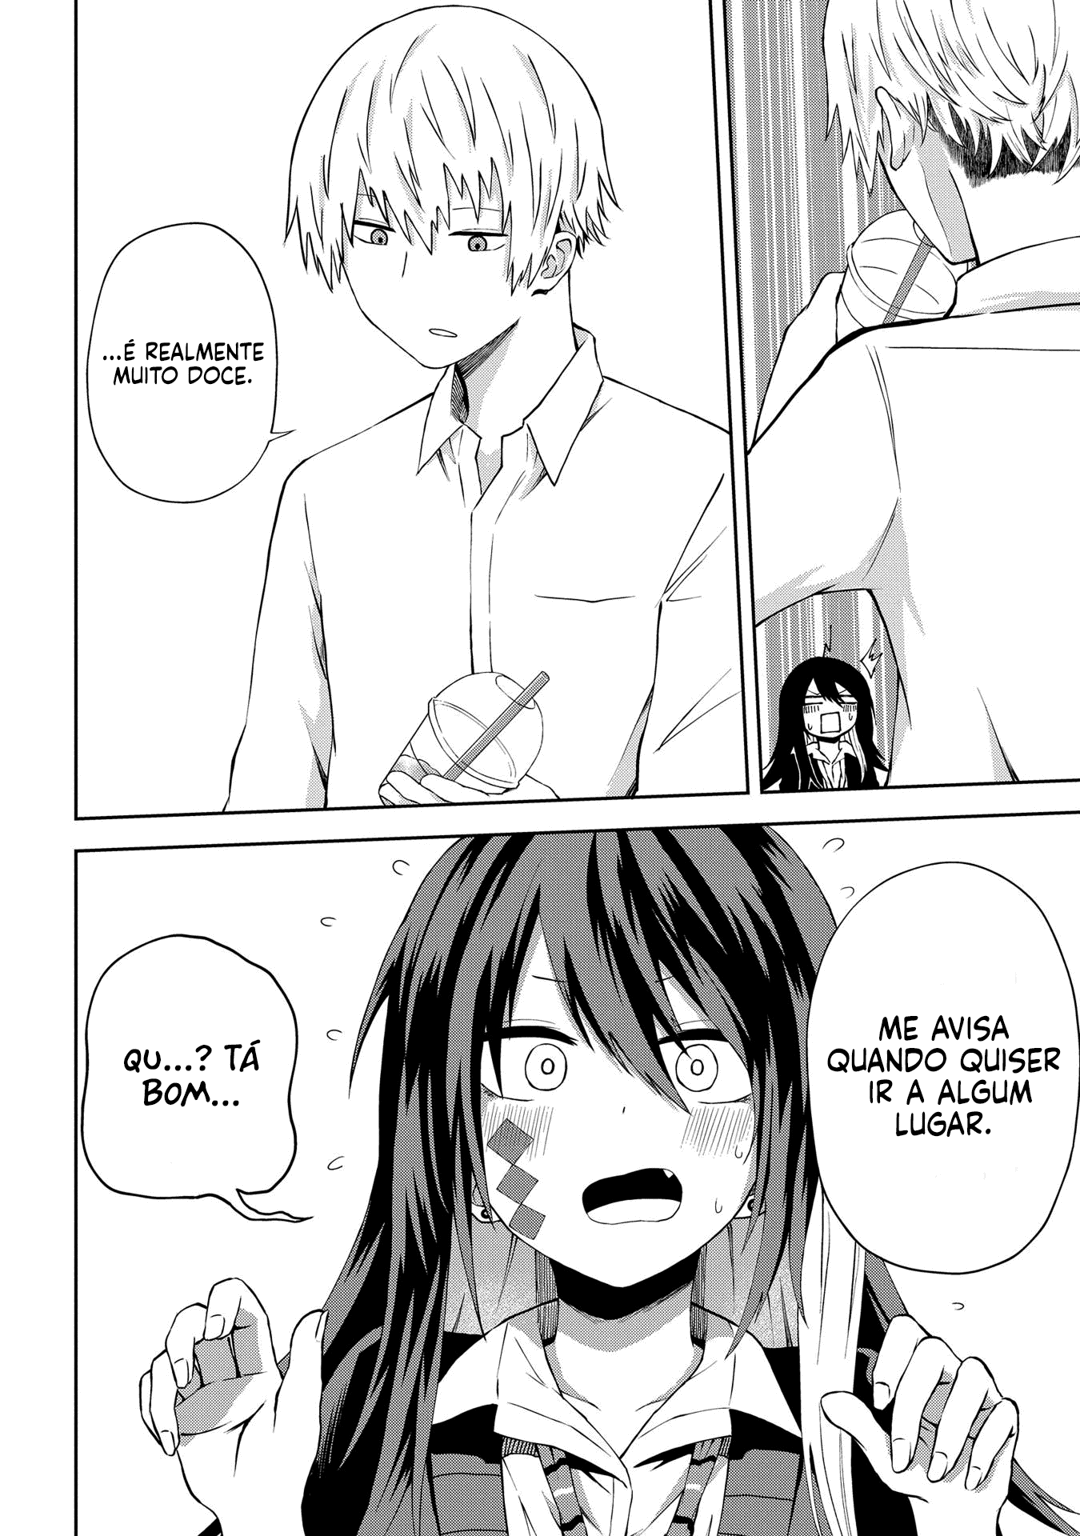 ...É REALMENTE
MUITO DOCE.
ME AVISA
QUANDO QUISER
IR A ALGUM
LUGAR.
QU...? TÁ
BOM...